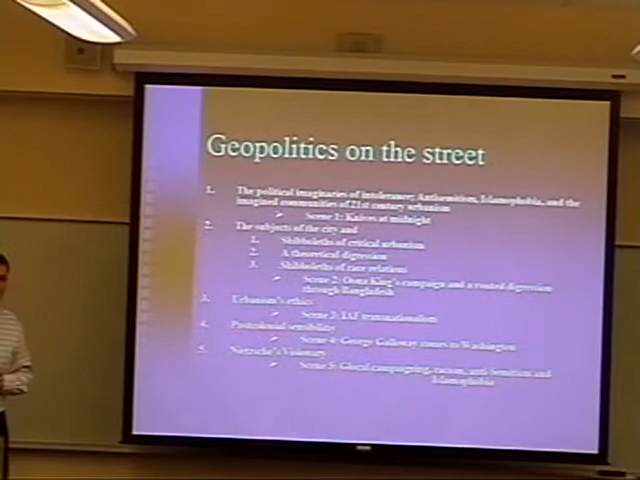 Geopolitics on the street
1. The political imaginaries of intolerance; Antisemitism, Islamophobia, and the
imagined communities of 21st century urbanism
➢ Scene 1: Knives at midnight
2. The subjects of the city and
1. Shibboleths of critical urbanism
2. A theoretical digression
3. Shibboleths of race relations
➢ Scene 2: Oona King's campaign and a routed digression
through Bangladesh
3. Urbanism's ethics
➢ Scene 3: IAF transnationalism
4. Postcolonial sensibility
➢ Scene 4: George Galloway comes to Washington
5. Nietzsche's Visionary
➢ Scene 5: Glocal campaigning, racism, anti-Semitism and
Islamophobia